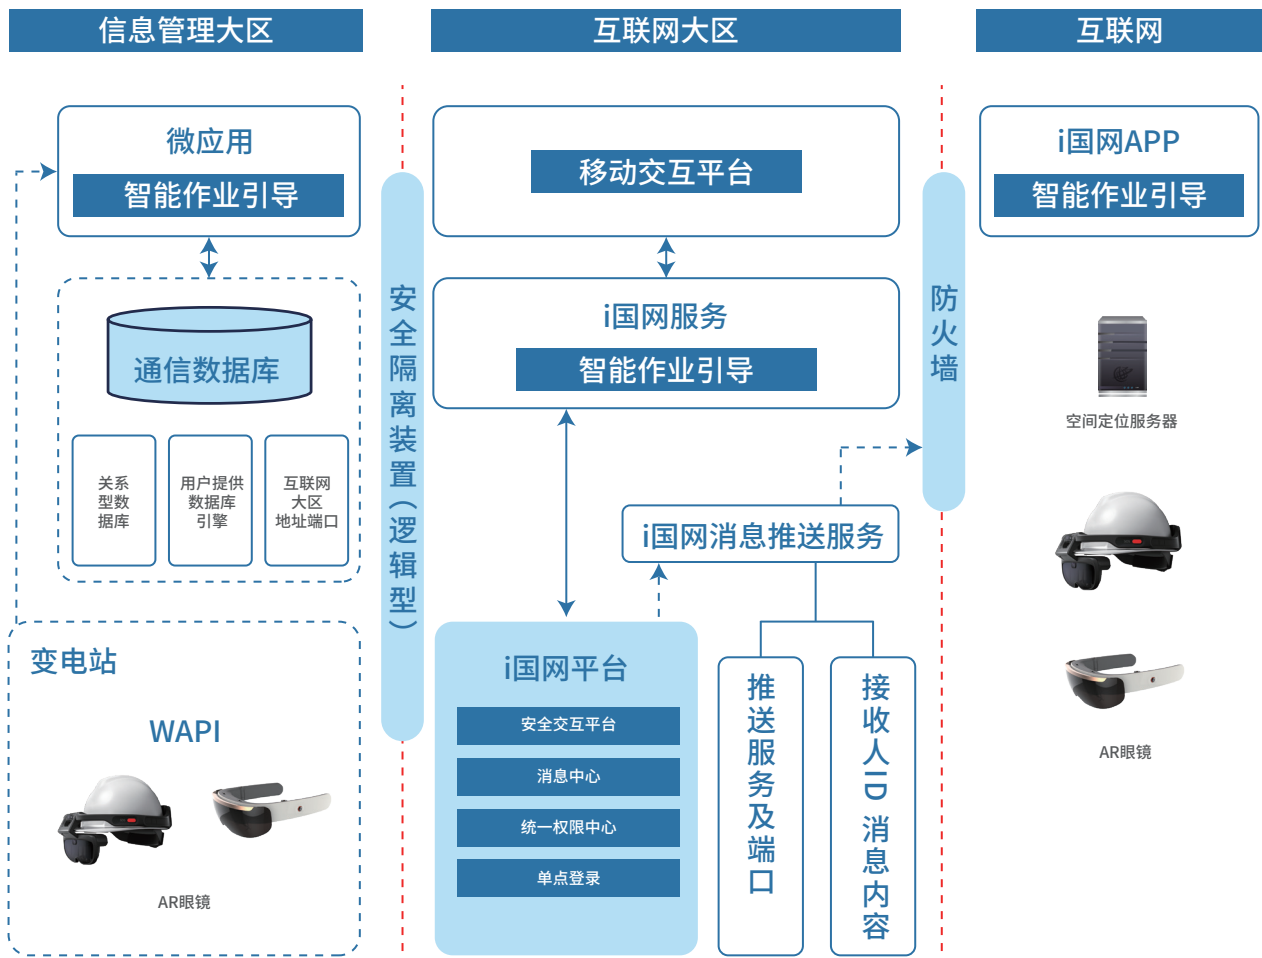 信息管理大区
互联网大区
互联网
微应用
智能作业引导
通信数据库
关系
型数
据库
用户提供
数据库
引擎
互联网
大区
地址端口
变电站
WAPI
AR眼镜
安全隔离装置（逻辑型）
移动交互平台
i国网服务
智能作业引导
i国网消息推送服务
i国网平台
安全交互平台
消息中心
统一权限中心
单点登录
推送服务及端口
接收人ID 消息内容
防火墙
i国网APP
智能作业引导
空间定位服务器
AR眼镜